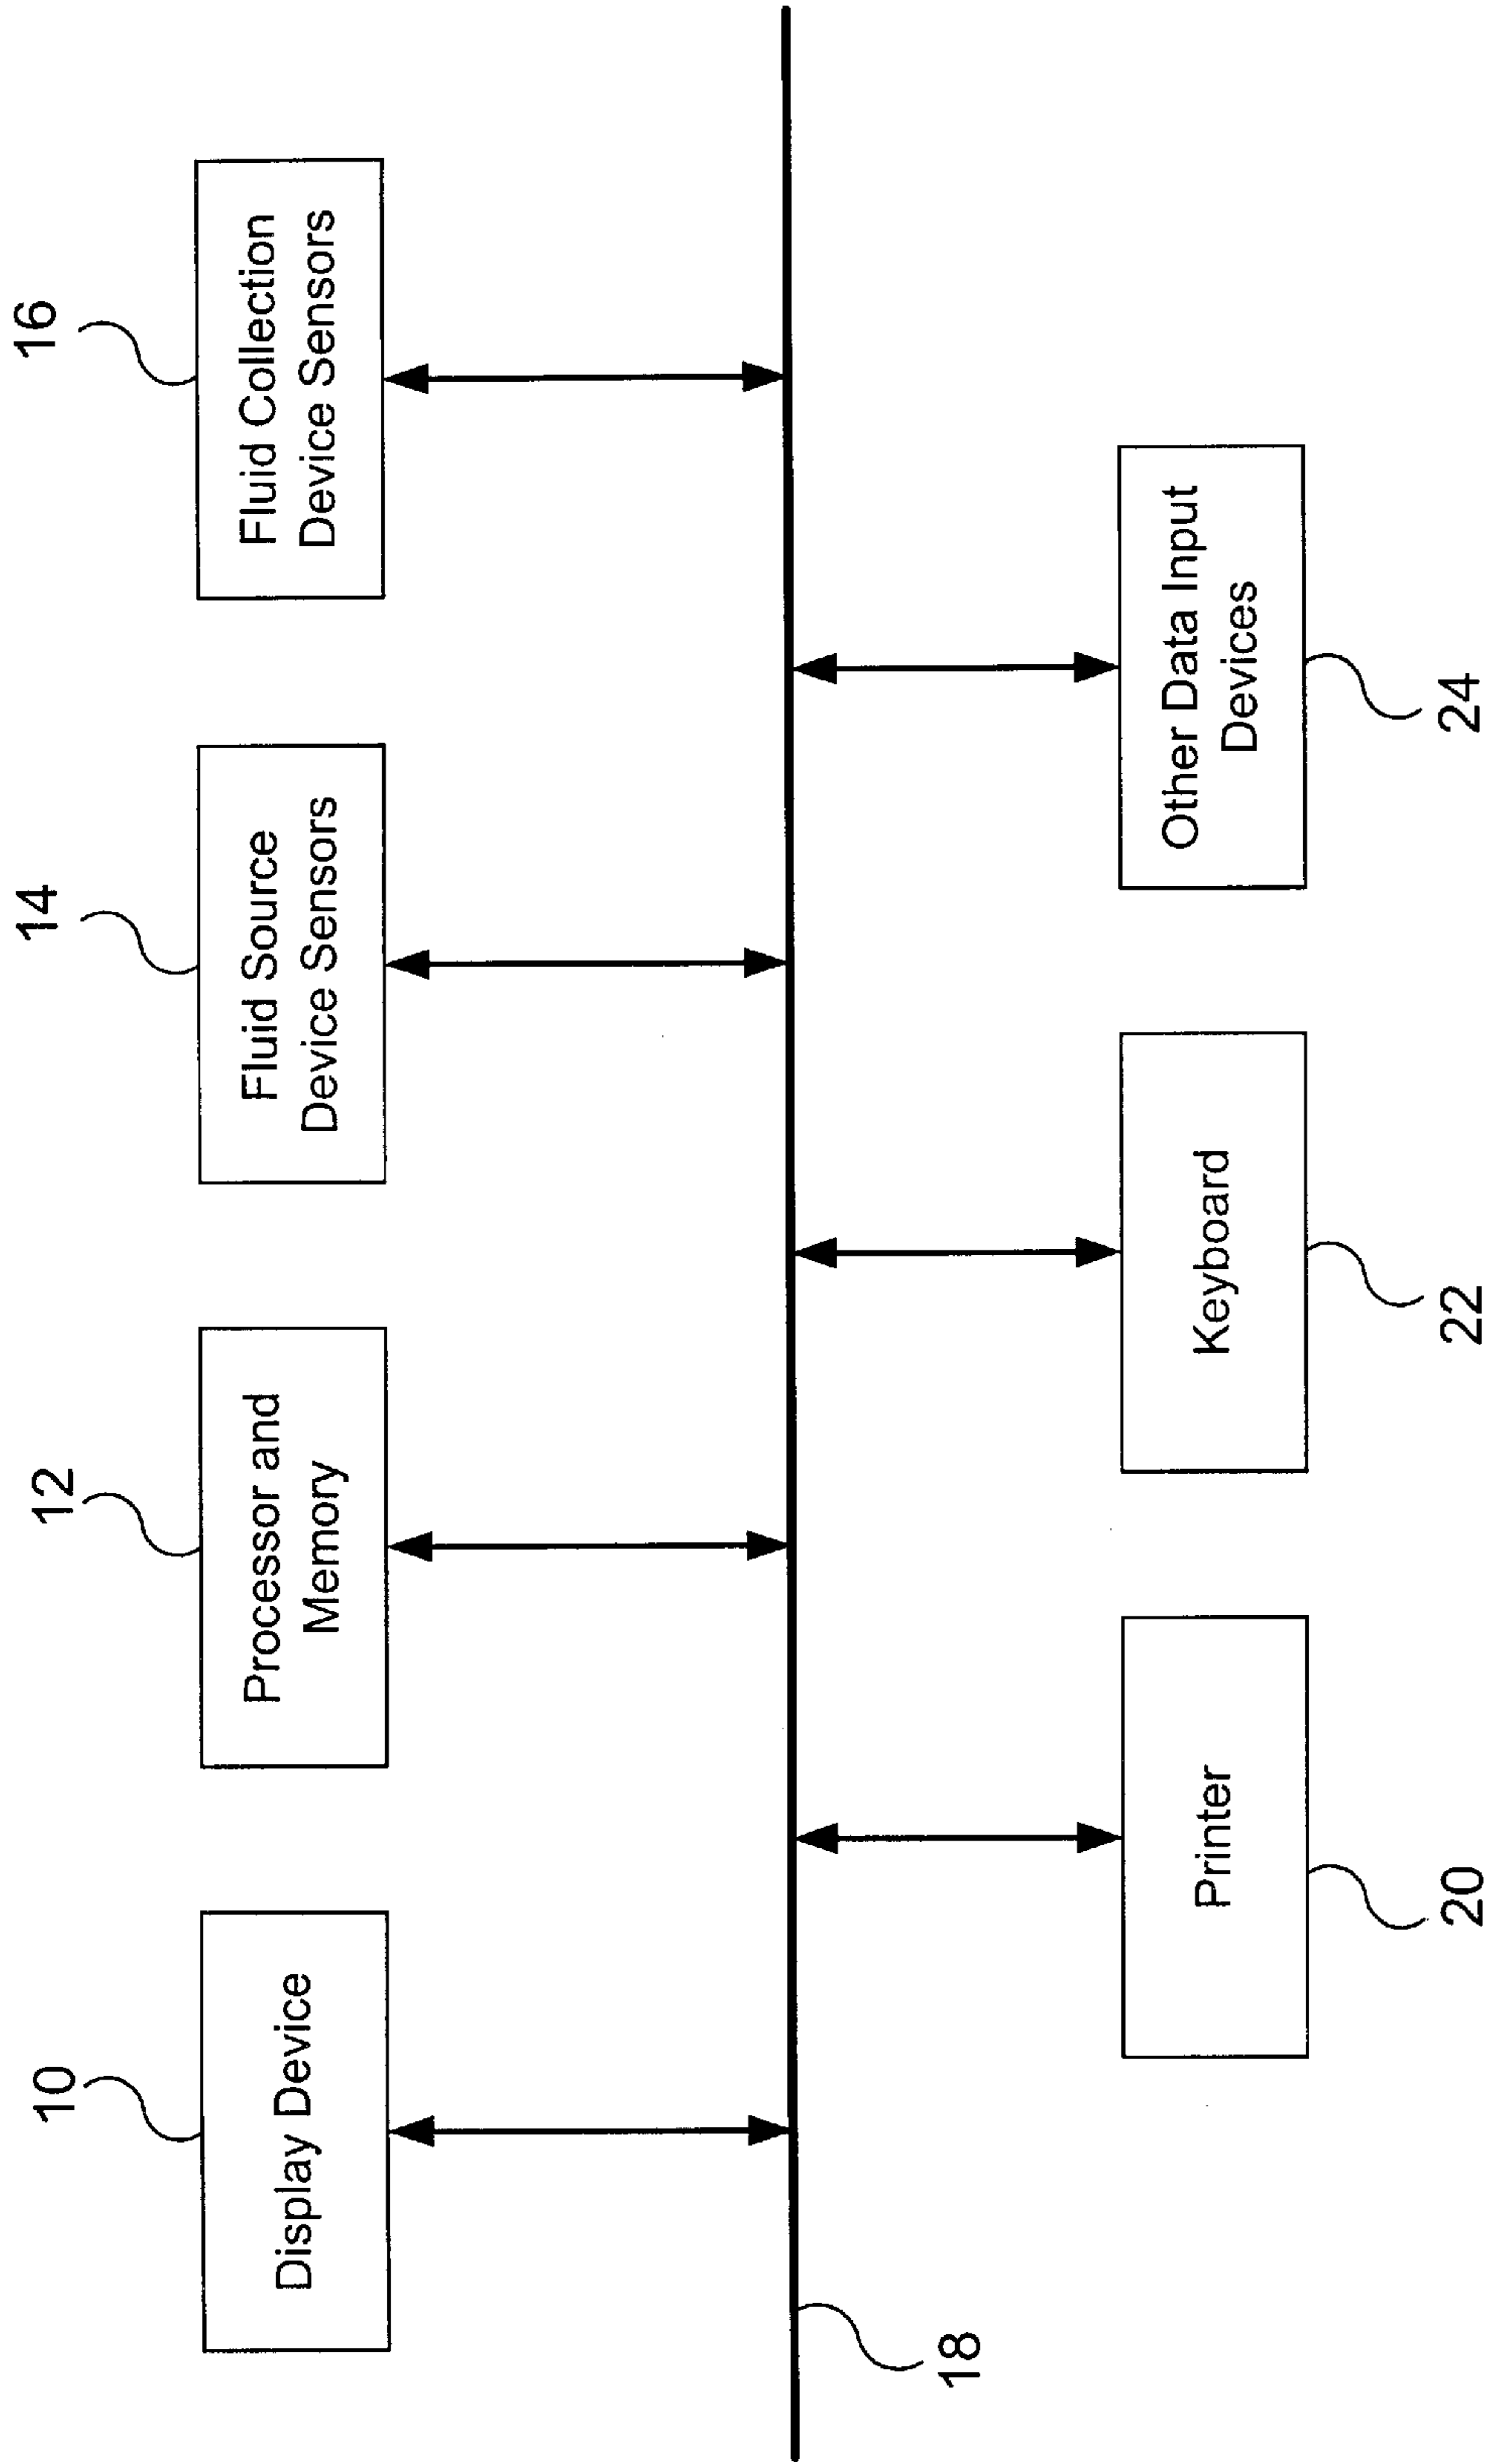 10
Display Device
12
Processor and
Memory
14
Fluid Source
Device Sensors
16
Fluid Collection
Device Sensors
18
Printer
20
Keyboard
22
Other Data Input
Devices
24